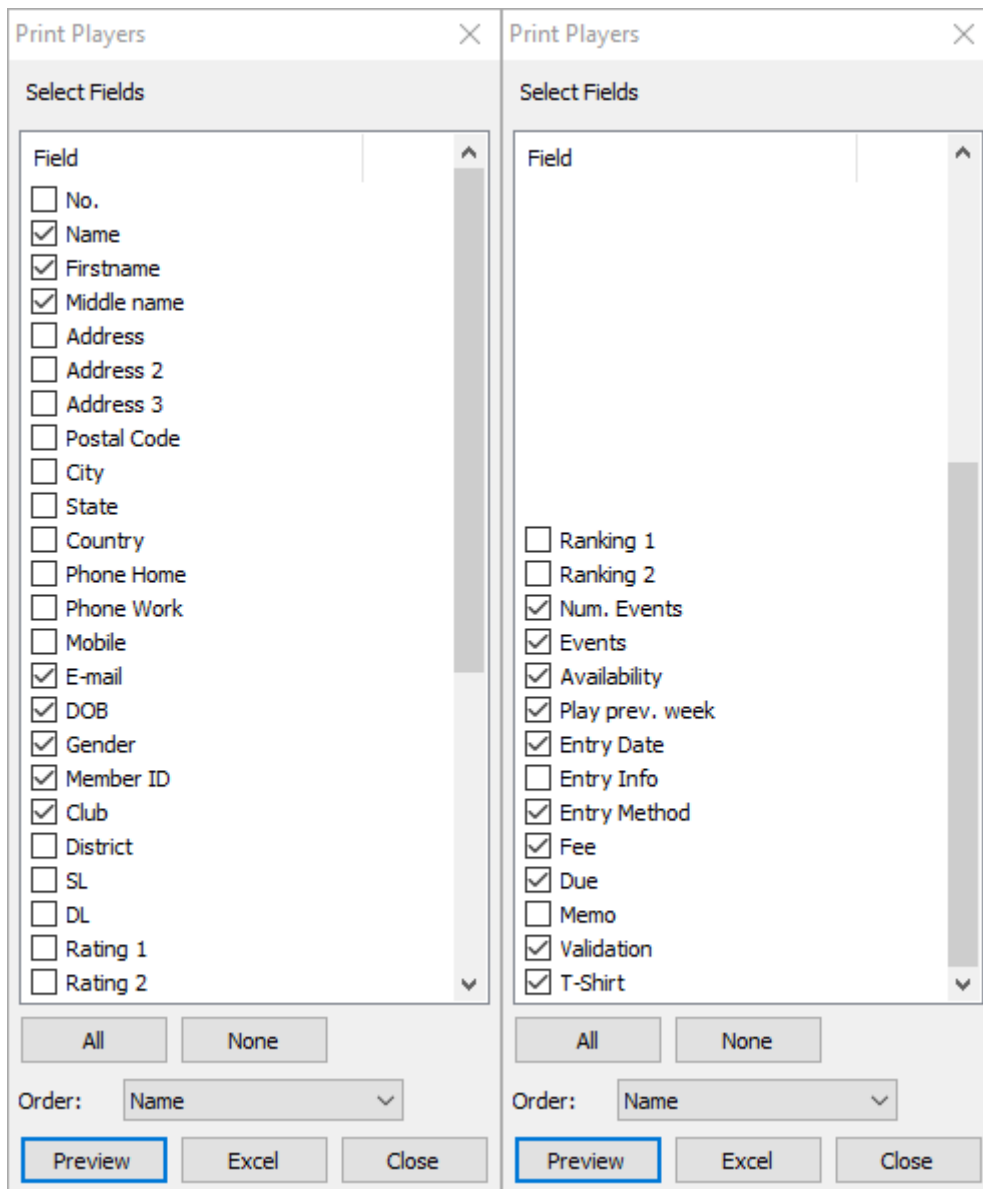 Print Players
Select Fields
Field
No.
Name
Firstname
Middle name
Address
Address 2
Address 3
Postal Code
City
State
Country
Phone Home
Phone Work
Mobile
E-mail
DOB
Gender
Member ID
Club
District
SL
DL
Rating 1
Rating 2
All None
Order: Name
Preview Excel Close
Print Players
Select Fields
Field
Ranking 1
Ranking 2
Num. Events
Events
Availability
Play prev. week
Entry Date
Entry Info
Entry Method
Fee
Due
Memo
Validation
T-Shirt
All None
Order: Name
Preview Excel Close